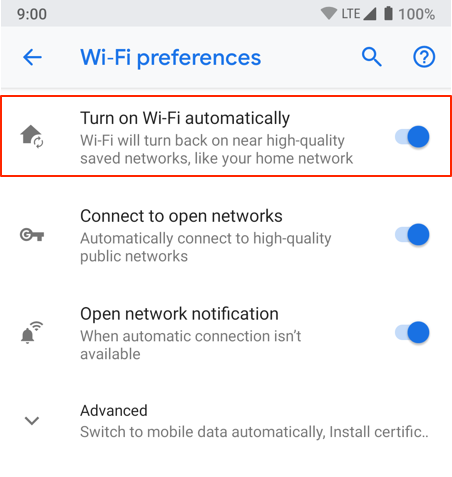 9:00 LTE 100%
Wi-Fi preferences
Turn on Wi-Fi automatically
Wi-Fi will turn back on near high-quality
saved networks, like your home network
Connect to open networks
Automatically connect to high-quality
public networks
Open network notification
When automatic connection isn't
available
Advanced
Switch to mobile data automatically, Install certific..